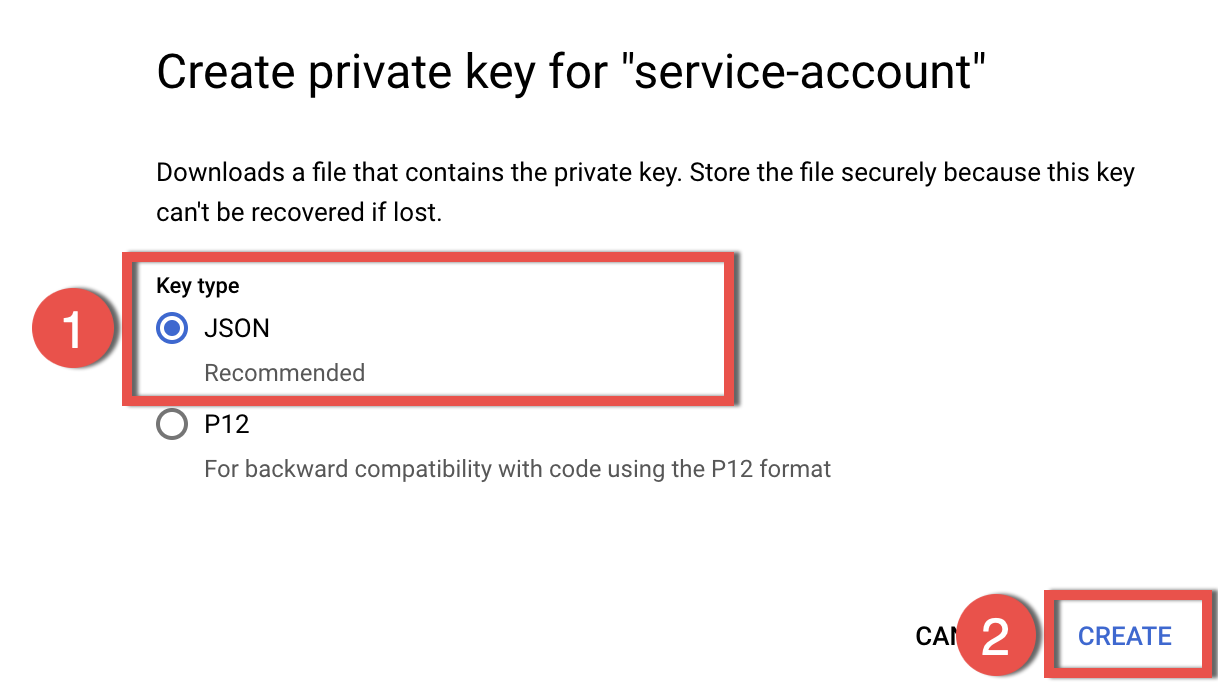 Create private key for "service-account"
Downloads a file that contains the private key. Store the file securely because this key
can't be recovered if lost.
Key type
1
JSON
Recommended
P12
For backward compatibility with code using the P12 format
2 CREATE